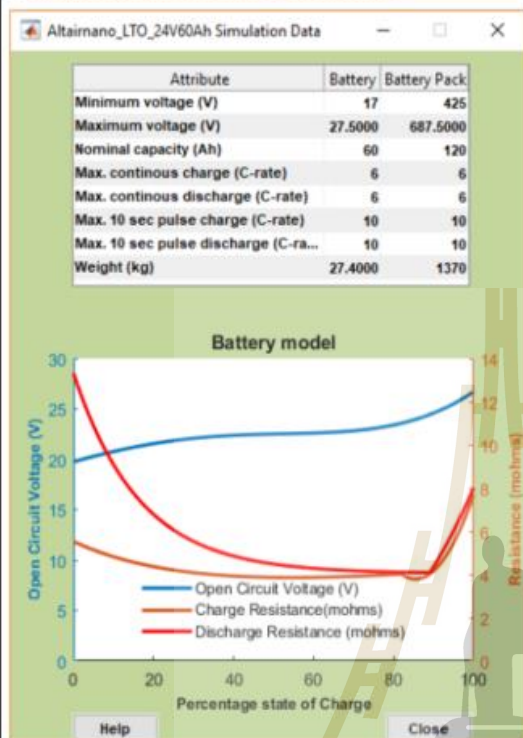 Altairnano_LTO_24V60Ah Simulation Data
Attribute Battery Battery Pack
Minimum voltage (V) 17 425
Maximum voltage (V) 27.5000 687.5000
Nominal capacity (Ah) 60 120
Max. continous charge (C-rate) 6 6
Max. continous discharge (C-rate) 6 6
Max. 10 sec pulse charge (C-rate) 10 10
Max. 10 sec pulse discharge (C-ra... 10 10
Weight (kg) 27.4000 1370
Battery model
Open Circuit Voltage (V)
30
25
20
15
10
5
0
14
12
10
8
6
4
2
0
Resistance (mohms)
Open Circuit Voltage (V)
Charge Resistance(mohms)
Discharge Resistance (mohms)
0 20 40 60 80 100
Percentage state of Charge
Help Close